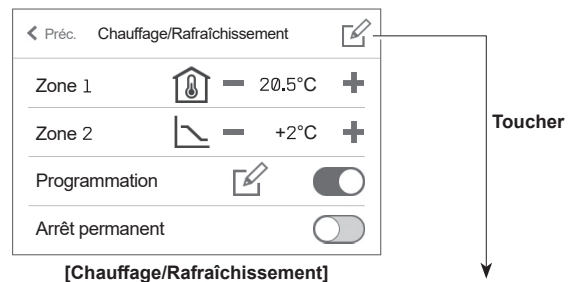 Préc. Chauffage/Rafraîchissement
Zone 1 20.5°C
Zone 2 +2°C
Toucher
Programmation
Arrêt permanent
[Chauffage/Rafraîchissement]